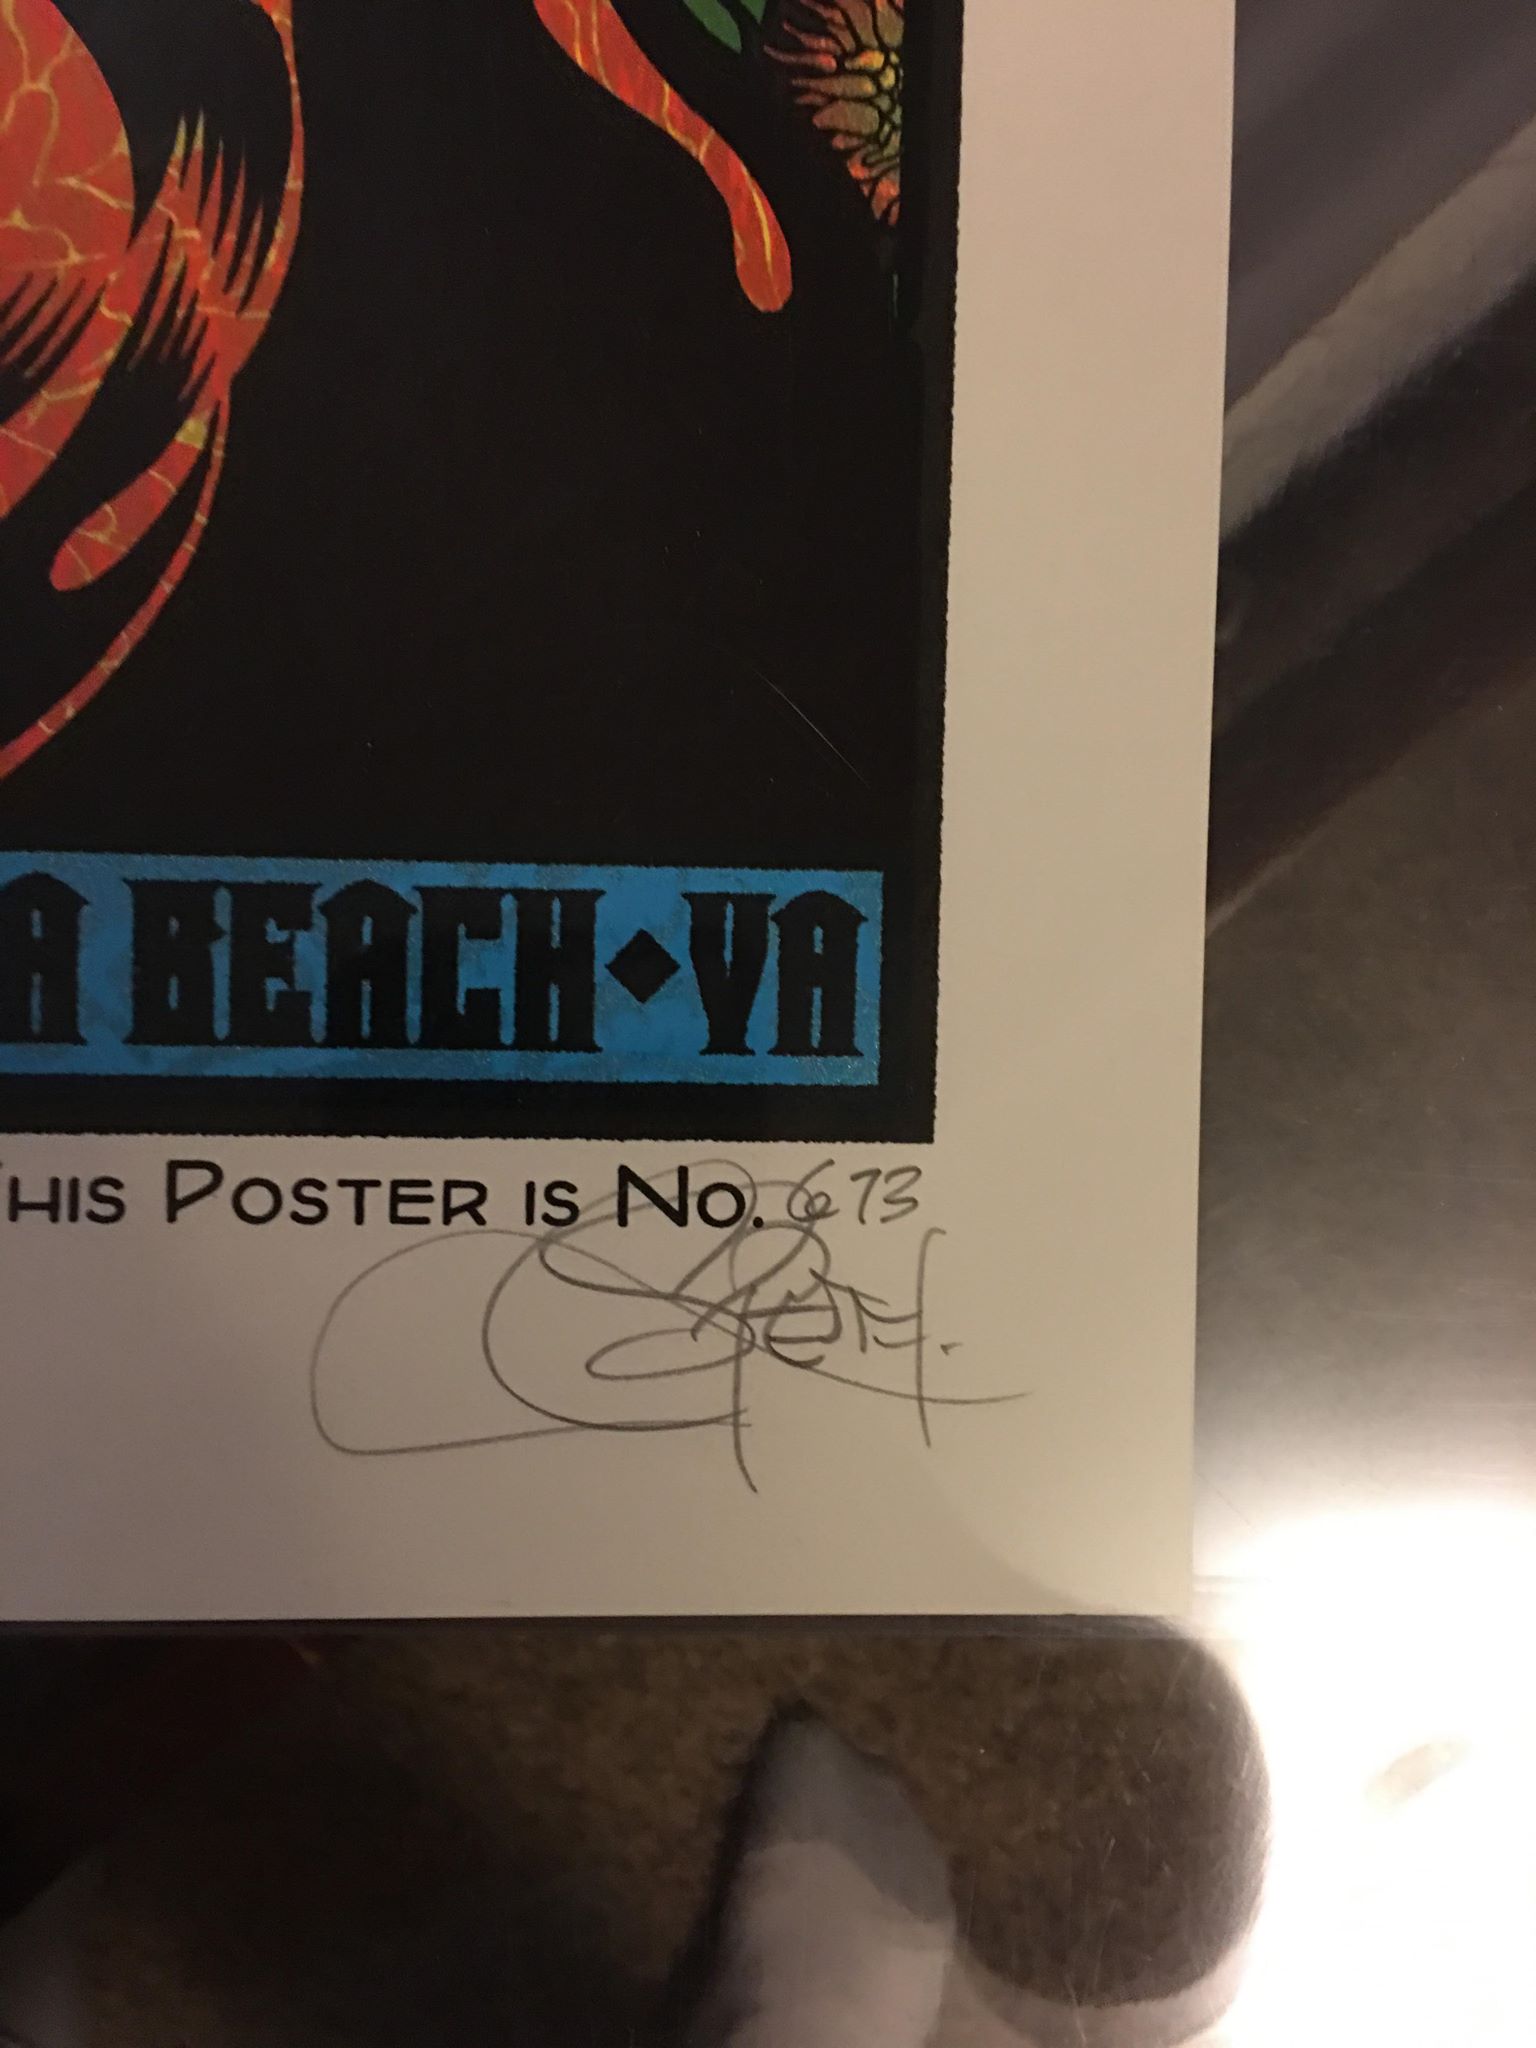 A BEACH◆VA
THIS POSTER IS NO. 673